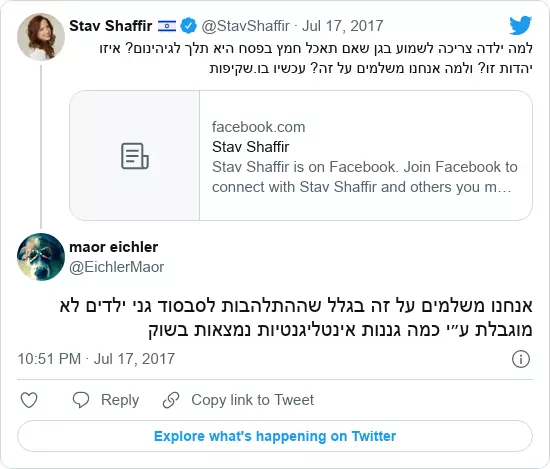 Stav Shaffir 🇮🇱 @StavShaffir · Jul 17, 2017
למה ילדה צריכה לשמוע בגן שאם תאכל חמץ בפסח היא תלך לגיהינום? איזו
יהדות זו? ולמה אנחנו משלמים על זה? עכשיו בו.שקיפות
facebook.com
Stav Shaffir
Stav Shaffir is on Facebook. Join Facebook to
connect with Stav Shaffir and others you m…
maor eichler
@EichlerMaor
אנחנו משלמים על זה בגלל שההתלהבות לסבסוד גני ילדים לא
מוגבלת ע״י כמה גננות אינטליגנטיות נמצאות בשוק
10:51 PM · Jul 17, 2017
Reply Copy link to Tweet
Explore what's happening on Twitter